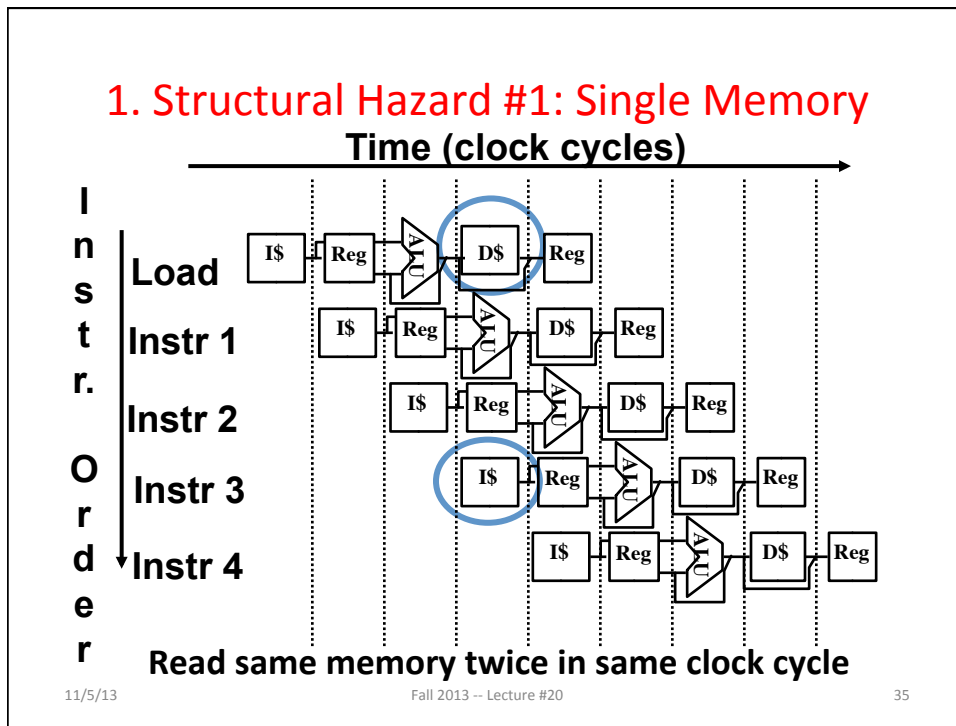 1. Structural Hazard #1: Single Memory
Time (clock cycles)
Instr. Order
Load
I$ Reg ALU D$ Reg
Instr 1
I$ Reg ALU D$ Reg
Instr 2
I$ Reg ALU D$ Reg
Instr 3
I$ Reg ALU D$ Reg
Instr 4
I$ Reg ALU D$ Reg
Read same memory twice in same clock cycle
11/5/13
Fall 2013 -- Lecture #20
35